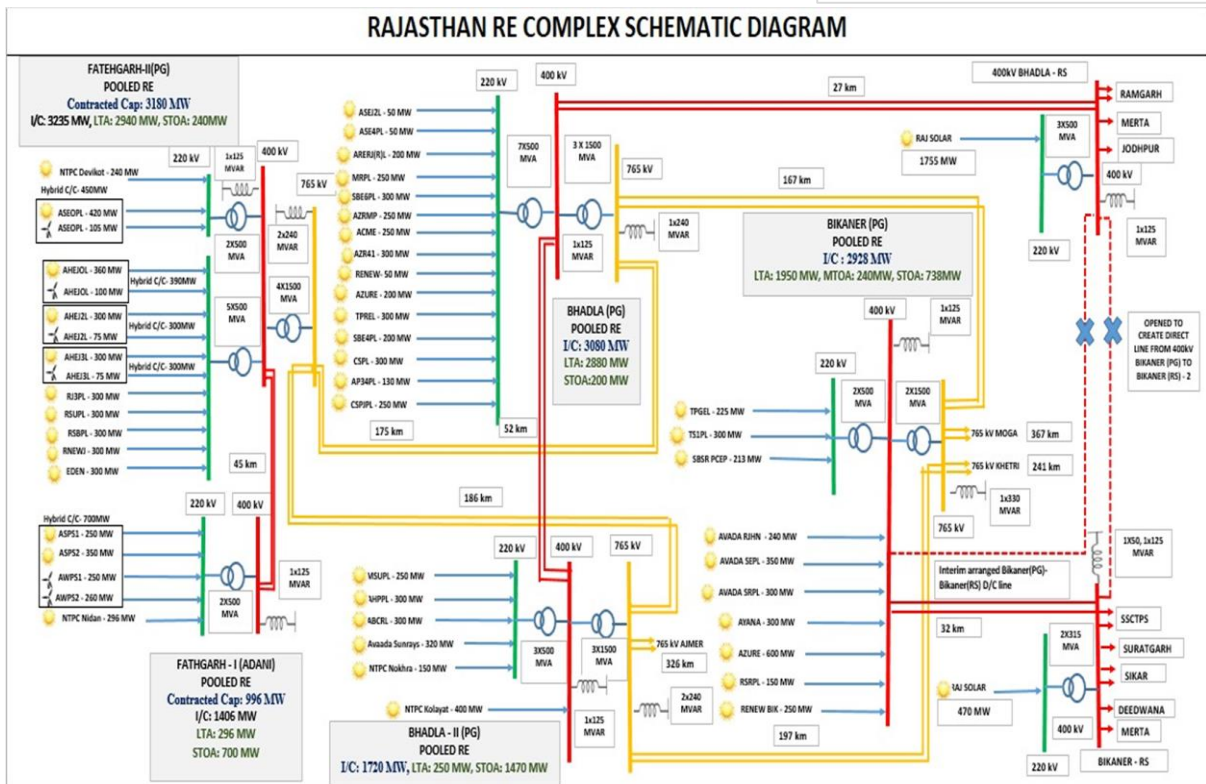 RAJASTHAN RE COMPLEX SCHEMATIC DIAGRAM
FATEHGARH-II(PG)
POOLED RE
Contracted Cap: 3180 MW
I/C: 3235 MW, LTA: 2940 MW, STOA: 240MW
220 kV
1x125
MVAR
400 kV
765 kV
NTPC Devikot - 240 MW
Hybrid C/C- 450MW
ASEOPL - 420 MW
ASEOPL - 105 MW
2X500
MVA
2x240
MVAR
AHEJOL - 360 MW
AHEJOL - 100 MW
Hybrid C/C- 390MW
AHEJ2L - 300 MW
AHEJ2L - 75 MW
Hybrid C/C- 300MW
AHEJ3L - 300 MW
AHEJ3L - 75 MW
Hybrid C/C- 300MW
5X500
MVA
4X1500
MVA
RJ3PL - 300 MW
RSUPL - 300 MW
RSBPL - 300 MW
RNEWJ - 300 MW
EDEN - 300 MW
45 km
220 kV
400 kV
Hybrid C/C- 700MW
ASPS1 - 250 MW
ASPS2 - 350 MW
AWPS1 - 250 MW
AWPS2 - 260 MW
NTPC Nidan - 296 MW
2X500
MVA
1x125
MVAR
FATHGARH - I (ADANI)
POOLED RE
Contracted Cap: 996 MW
I/C: 1406 MW
LTA: 296 MW
STOA: 700 MW
220 kV
400 kV
ASEJ2L - 50 MW
ASE4PL - 50 MW
ARERJ(R)L - 200 MW
MRPL - 250 MW
SBE6PL - 300 MW
AZRMP - 250 MW
ACME - 250 MW
AZR41 - 300 MW
RENEW- 50 MW
AZURE - 200 MW
TPREL - 300 MW
SBE4PL - 200 MW
CSPL - 300 MW
AP34PL - 130 MW
CSPJPL - 250 MW
7X500
MVA
3 X 1500
MVA
765 kV
1x125
MVAR
1x240
MVAR
BHADLA (PG)
POOLED RE
I/C: 3080 MW
LTA: 2880 MW
STOA:200 MW
175 km
52 km
186 km
27 km
167 km
220 kV
400 kV
765 kV
MSUPL - 250 MW
AHPPL - 300 MW
ABCRL - 300 MW
Avaada Sunrays - 320 MW
NTPC Nokhra - 150 MW
NTPC Kolayat - 400 MW
3X500
MVA
3X1500
MVA
765 kV AJMER
326 km
1x125
MVAR
2x240
MVAR
BHADLA - II (PG)
POOLED RE
I/C: 1720 MW, LTA: 250 MW, STOA: 1470 MW
BIKANER (PG)
POOLED RE
I/C : 2928 MW
LTA: 1950 MW, MTOA: 240MW, STOA: 738MW
400 kV
1x125
MVAR
220 kV
2X500
MVA
2X1500
MVA
TPGEL - 225 MW
TS1PL - 300 MW
SBSR PCEP - 213 MW
765 kV MOGA
367 km
765 kV KHETRI
241 km
1x330
MVAR
765 kV
AVADA RJHN - 240 MW
AVADA SEPL - 350 MW
AVADA SRPL - 300 MW
AYANA - 300 MW
AZURE - 600 MW
RSRPL - 150 MW
RENEW BIK - 250 MW
197 km
Interim arranged Bikaner(PG)-
Bikaner(RS) D/C line
32 km
400kV BHADLA - RS
RAJ SOLAR
1755 MW
3X500
MVA
400 kV
220 kV
1x125
MVAR
RAMGARH
MERTA
JODHPUR
OPENED TO
CREATE DIRECT
LINE FROM 400kV
BIKANER (PG) TO
BIKANER (RS) - 2
1X50, 1x125
MVAR
SSCTPS
SURATGARH
SIKAR
DEEDWANA
MERTA
2X315
MVA
RAJ SOLAR
470 MW
400 kV
220 kV
BIKANER - RS